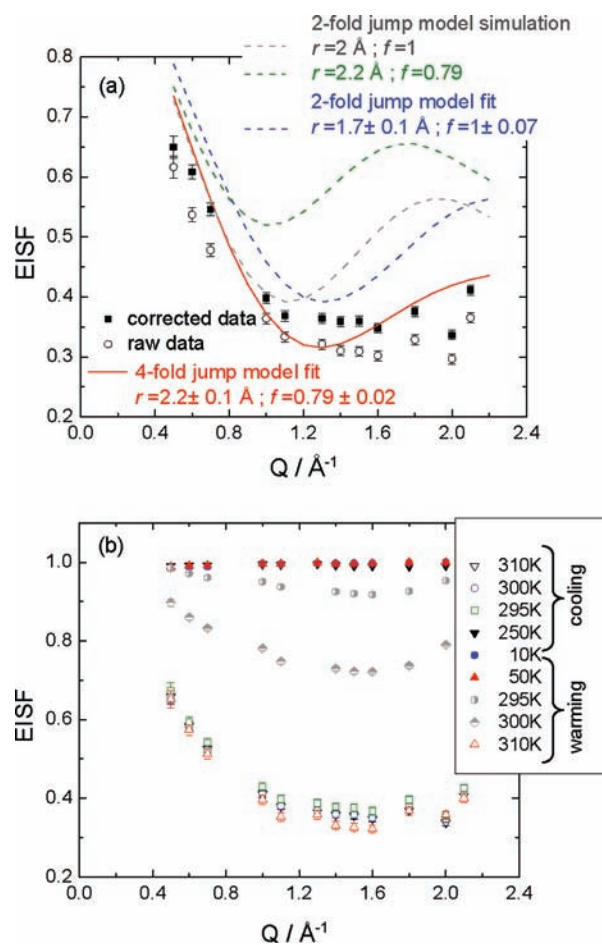 2-fold jump model simulation
r=2 Å ; f=1
r=2.2 Å ; f=0.79
2-fold jump model fit
r=1.7± 0.1 Å ; f=1± 0.07
(a)
0.8
0.7
0.6
0.5
0.4
0.3
0.2
EISF
corrected data
raw data
4-fold jump model fit
r=2.2± 0.1 Å ; f=0.79 ± 0.02
0.0 0.4 0.8 1.2 1.6 2.0 2.4
Q / Å⁻¹
(b)
1.0
0.8
0.6
0.4
0.2
EISF
310K
300K
295K
250K
10K
50K
295K
300K
310K
cooling
warming
0.0 0.4 0.8 1.2 1.6 2.0 2.4
Q / Å⁻¹